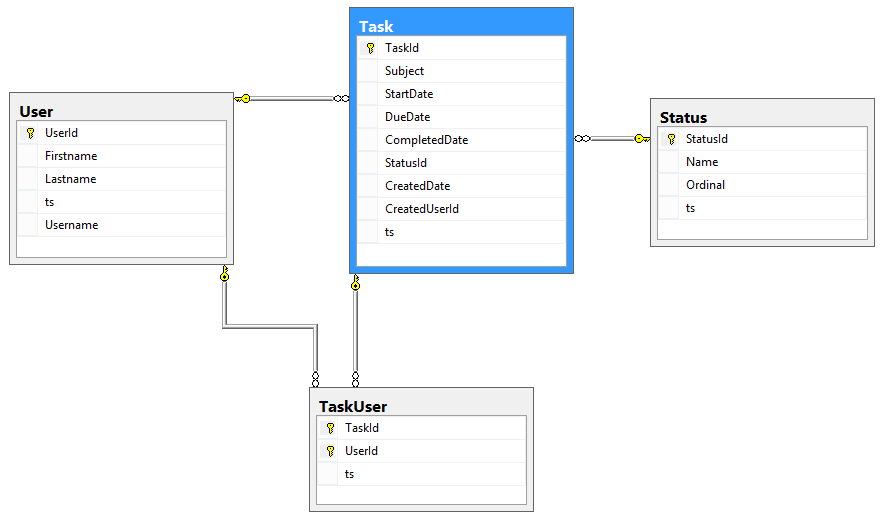 Task
TaskId
Subject
StartDate
DueDate
CompletedDate
StatusId
CreatedDate
CreatedUserId
ts
User
UserId
Firstname
Lastname
ts
Username
Status
StatusId
Name
Ordinal
ts
TaskUser
TaskId
UserId
ts